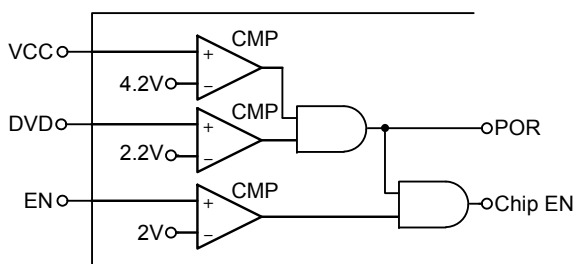 CMP
VCC
+
4.2V
−
CMP
DVD
+
POR
2.2V
−
CMP
EN
+
Chip EN
2V
−